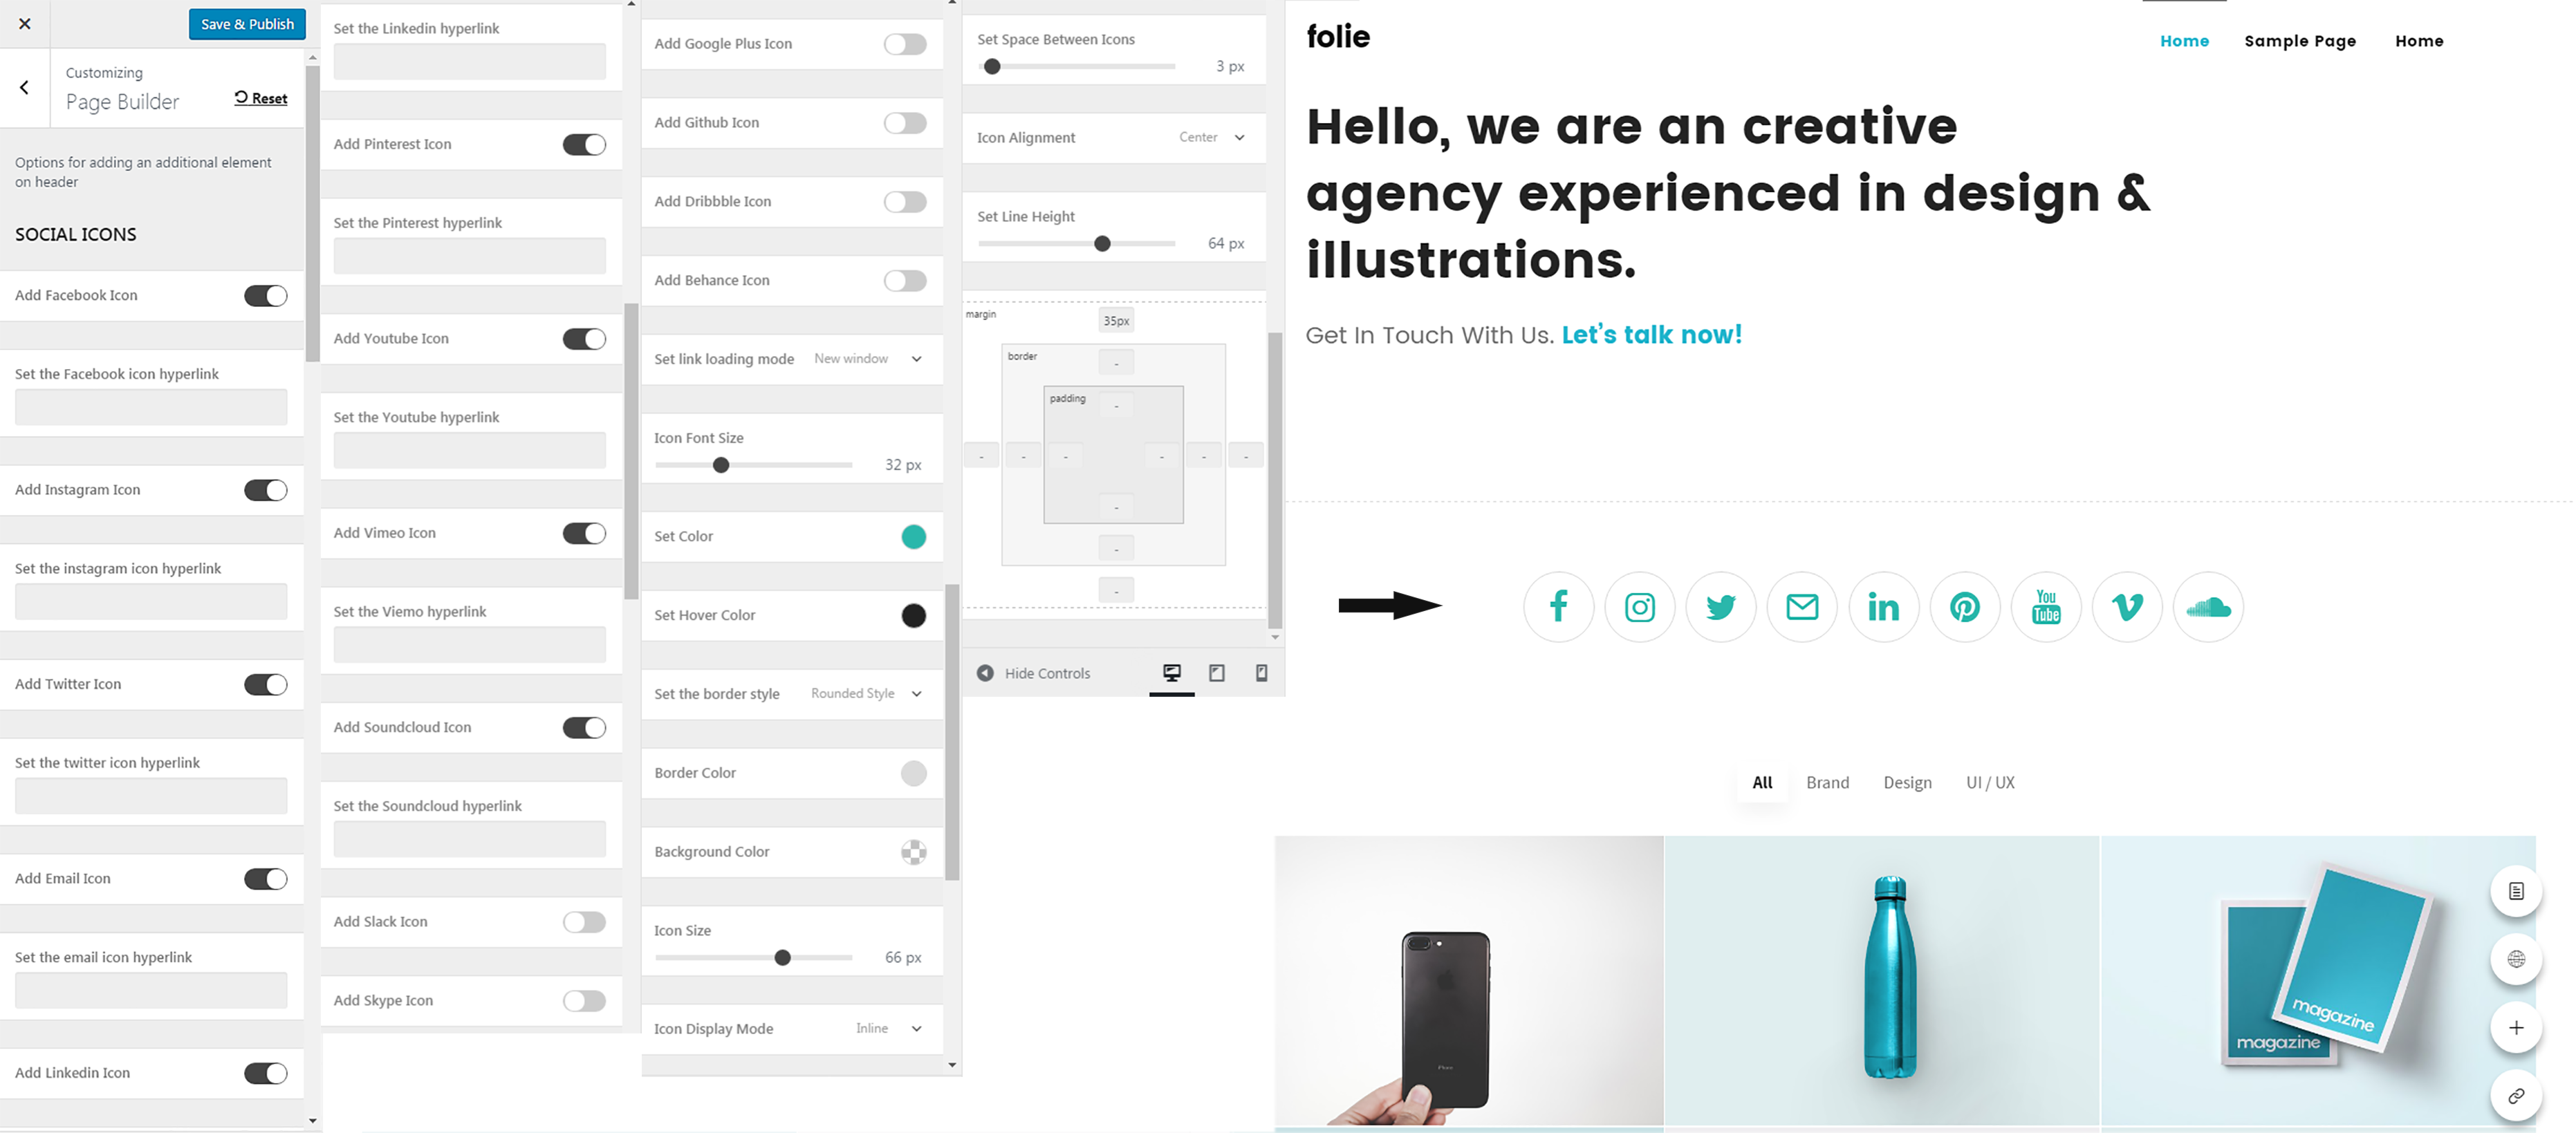 Save & Publish
Customizing
Page Builder
Reset
Options for adding an additional element
on header
SOCIAL ICONS
Add Facebook Icon
Set the Facebook icon hyperlink
Add Instagram Icon
Set the instagram icon hyperlink
Add Twitter Icon
Set the twitter icon hyperlink
Add Email Icon
Set the email icon hyperlink
Add Linkedin Icon
Set the Linkedin hyperlink
Add Pinterest Icon
Set the Pinterest hyperlink
Add Youtube Icon
Set the Youtube hyperlink
Add Vimeo Icon
Set the Viemo hyperlink
Add Soundcloud Icon
Set the Soundcloud hyperlink
Add Slack Icon
Add Skype Icon
Add Google Plus Icon
Add Github Icon
Add Dribbble Icon
Add Behance Icon
Set link loading mode New window
Icon Font Size
32 px
Set Color
Set Hover Color
Set the border style Rounded Style
Border Color
Background Color
Icon Size
66 px
Icon Display Mode Inline
Set Space Between Icons
3 px
Icon Alignment Center
Set Line Height
64 px
margin
35px
border
-
padding
-
- - - - - -
-
-
-
Hide Controls
folie
Home Sample Page Home
Hello, we are an creative
agency experienced in design &
illustrations.
Get In Touch With Us. Let's talk now!
You
Tube
All Brand Design UI / UX
iPhone
magazine
magazine